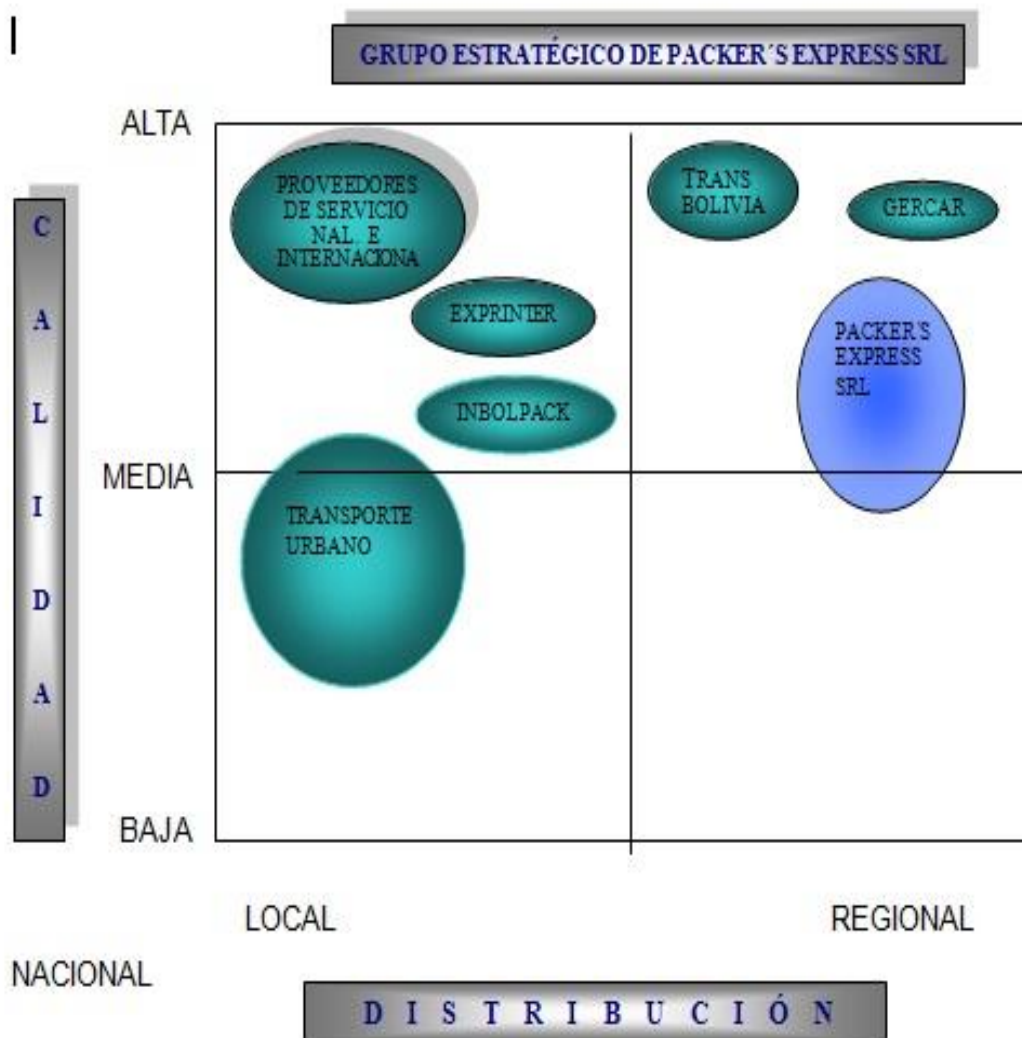 GRUPO ESTRATÉGICO DE PACKER´S EXPRESS SRL
ALTA
PROVEEDORES
DE SERVICIO
NAL. E
INTERNACIONA
TRANS
BOLIVIA
GERCAR
EXPRINTER
PACKER´S
EXPRESS
SRL
INBOLPACK
MEDIA
TRANSPORTE
URBANO
BAJA
C A L I D A D
LOCAL
REGIONAL
NACIONAL
D I S T R I B U C I Ó N